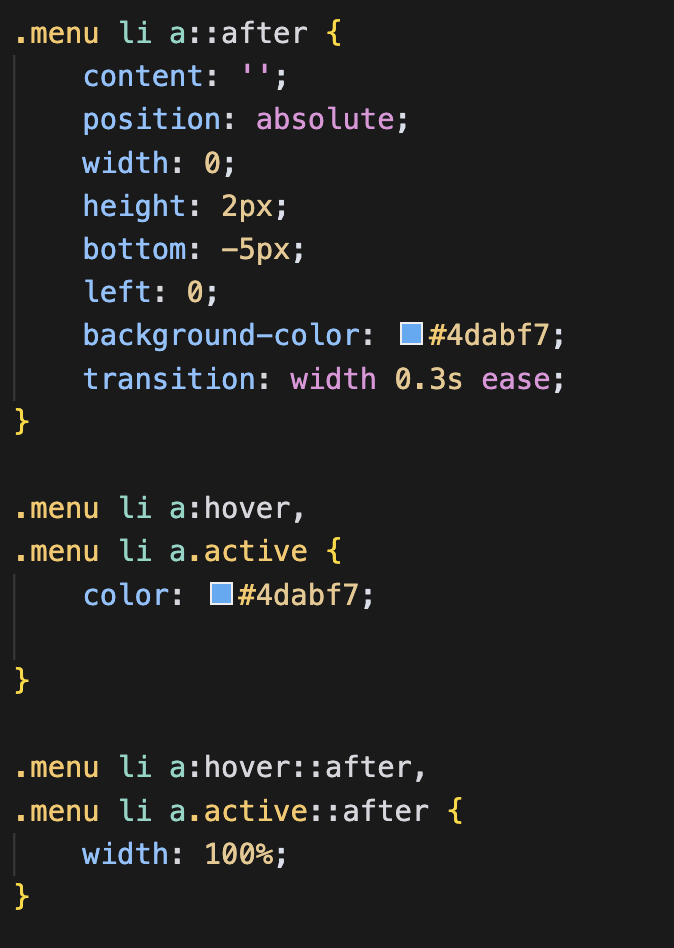 .menu li a::after {
    content: '';
    position: absolute;
    width: 0;
    height: 2px;
    bottom: -5px;
    left: 0;
    background-color: #4dabf7;
    transition: width 0.3s ease;
}

.menu li a:hover,
.menu li a.active {
    color: #4dabf7;

}

.menu li a:hover::after,
.menu li a.active::after {
    width: 100%;
}